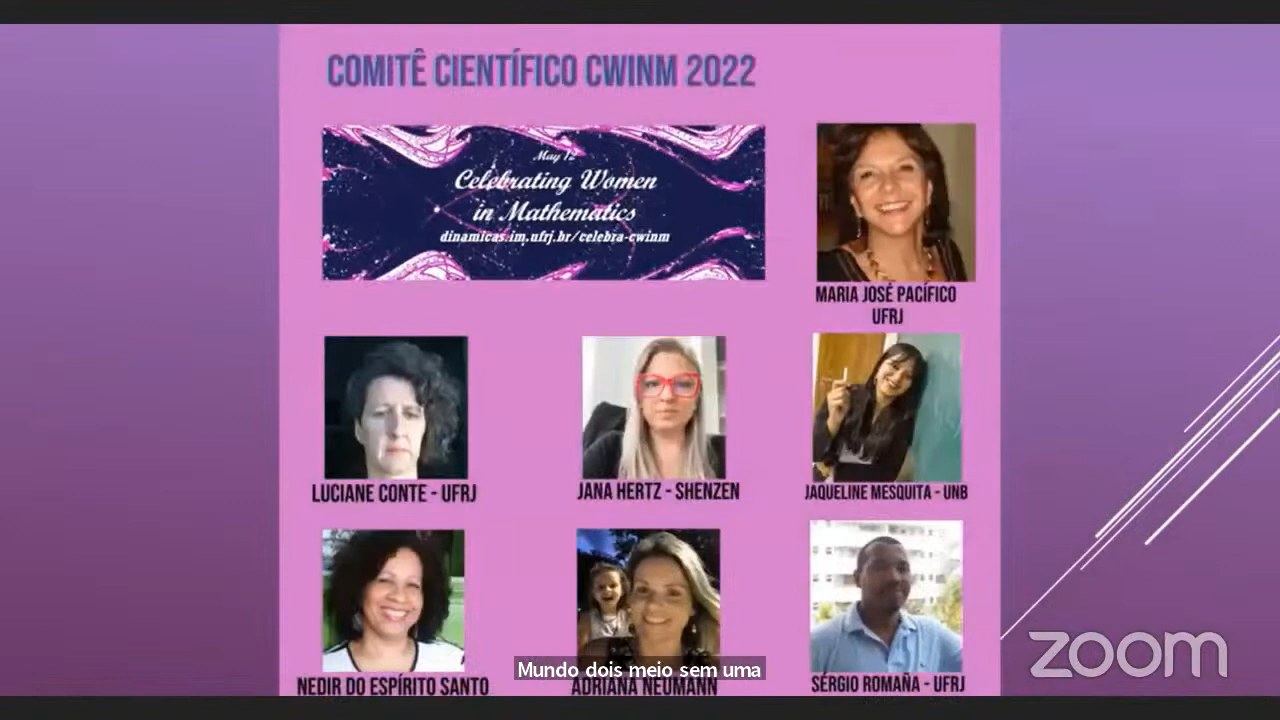 COMITÊ CIENTÍFICO CWINM 2022
May 12
Celebrating Women
in Mathematics
dinamicas.im.ufrj.br/celebra-cwinm
MARIA JOSÉ PACÍFICO
UFRJ
LUCIANE CONTE - UFRJ
JANA HERTZ - SHENZEN
JAQUELINE MESQUITA - UNB
NEDIR DO ESPÍRITO SANTO
ADRIANA NEUMANN
SÉRGIO ROMAÑA - UFRJ
Mundo dois meio sem uma
zoom